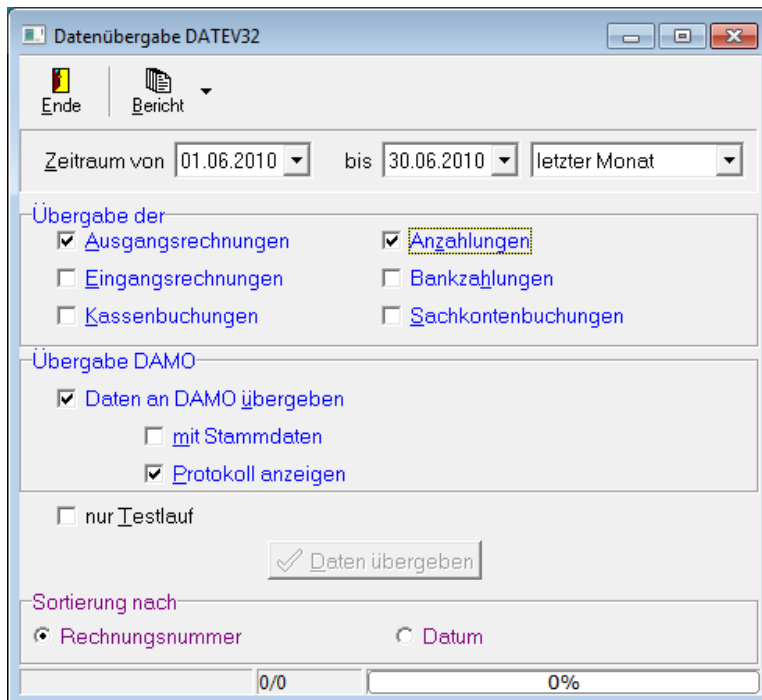 Datenübergabe DATEV32
Ende Bericht
Zeitraum von 01.06.2010 bis 30.06.2010 letzter Monat
Übergabe der
Ausgangsrechnungen Anzahlungen
Eingangsrechnungen Bankzahlungen
Kassenbuchungen Sachkontenbuchungen
Übergabe DAMO
Daten an DAMO übergeben
mit Stammdaten
Protokoll anzeigen
nur Testlauf
Daten übergeben
Sortierung nach
Rechnungsnummer Datum
0/0 0%